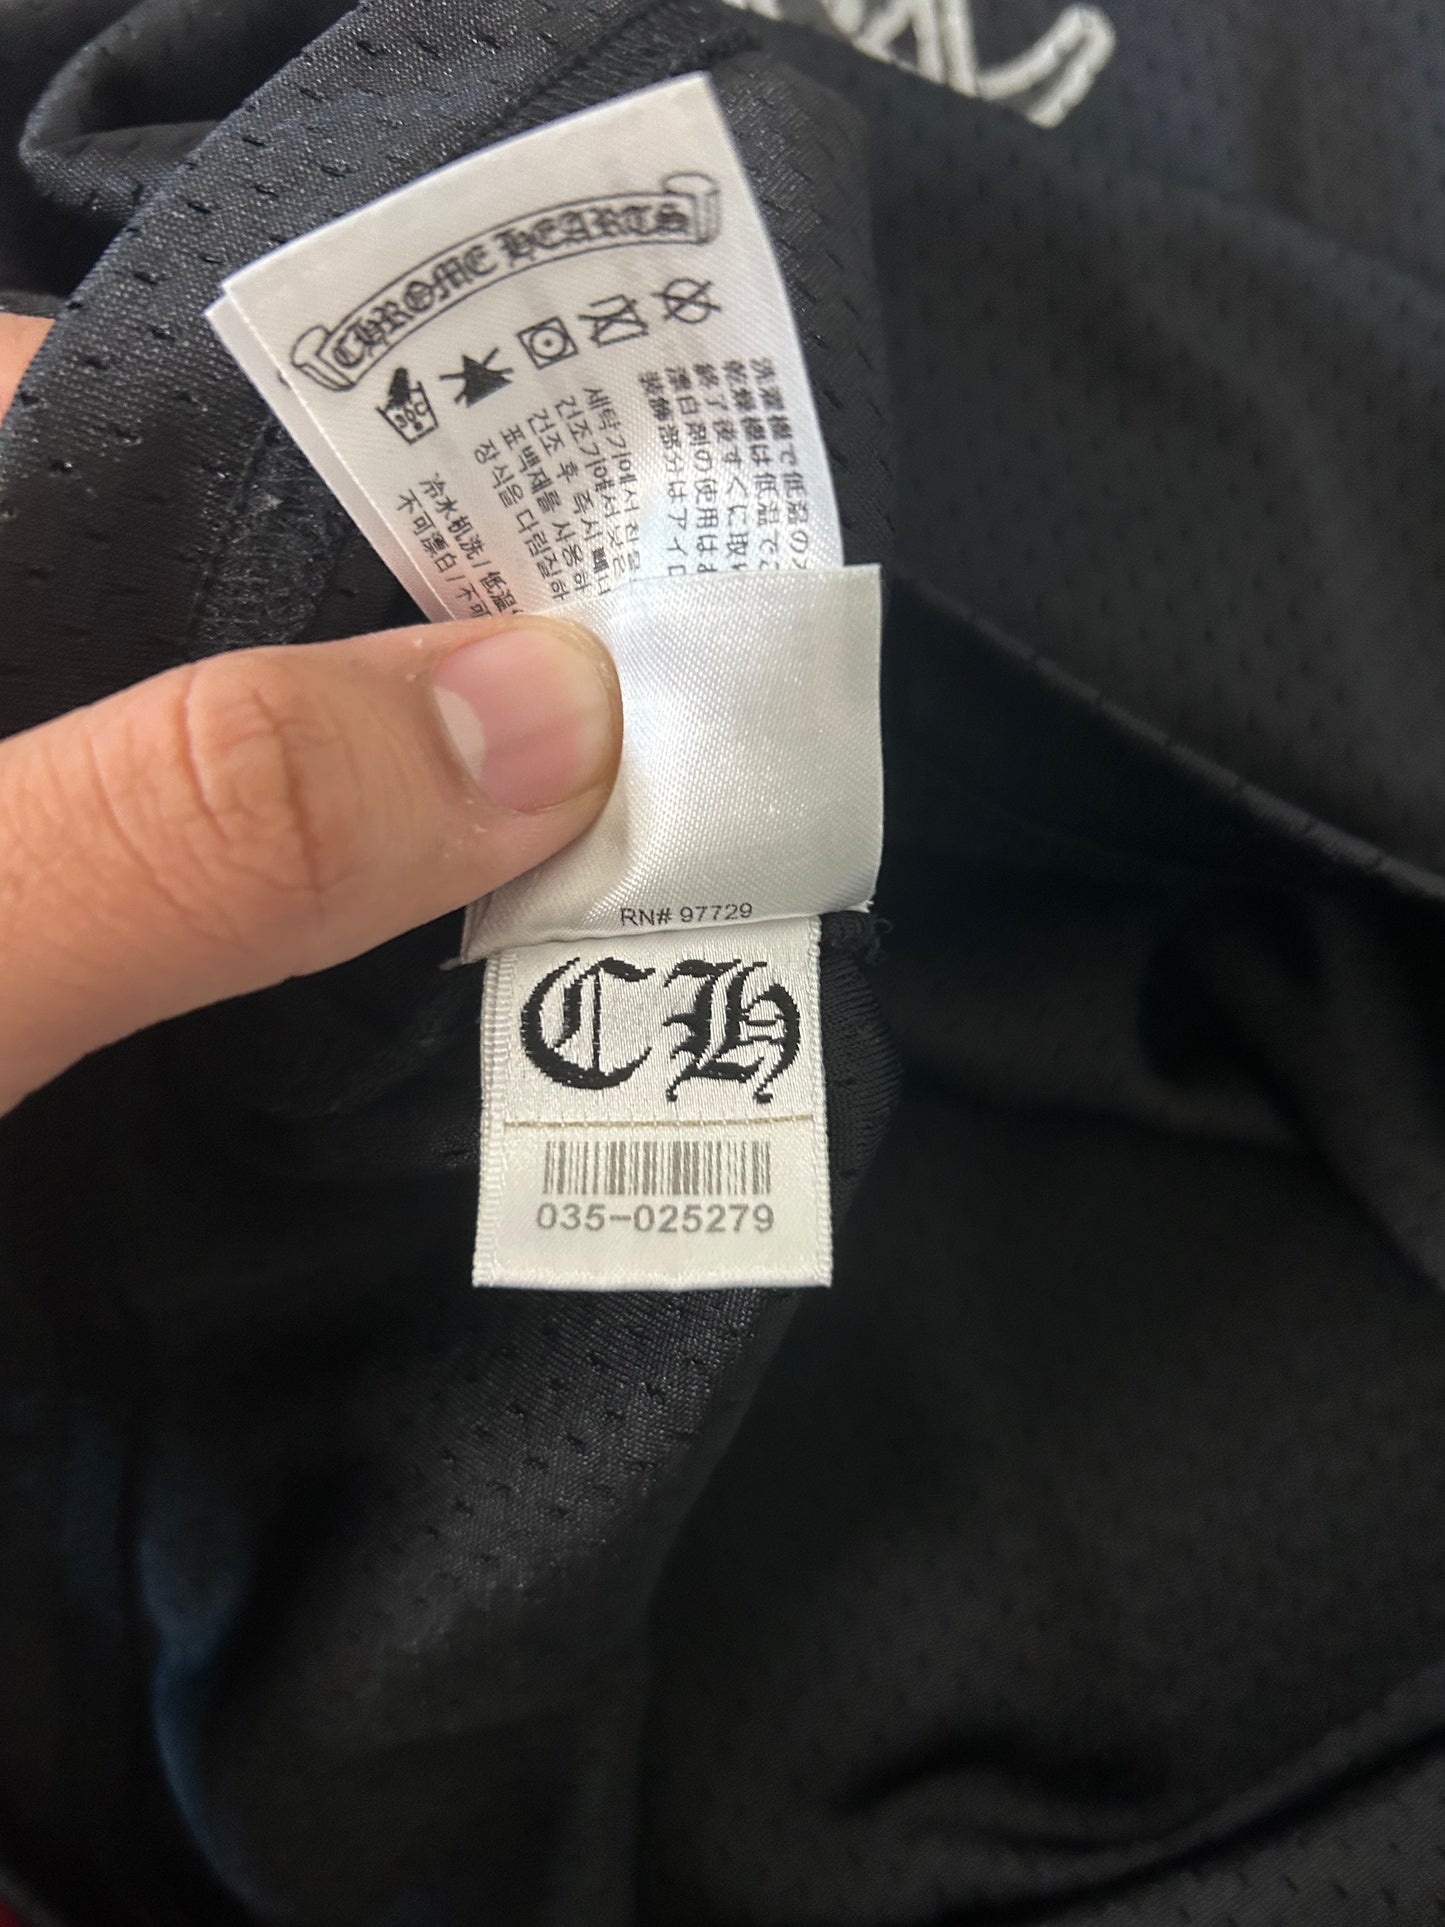 CHROME HEARTS
30°C
洗濯機で低温の
乾燥機は低温で
終了後すぐに取
漂白剤の使用は
装飾部分はアイロ
세탁기에서 찬물
건조기에서 낮은
건조 후 즉시 빼
표백제를 사용하
장식을 다림질하
冷水机洗 / 低温
不可漂白 / 不可
RN# 97729
CH
035-025279